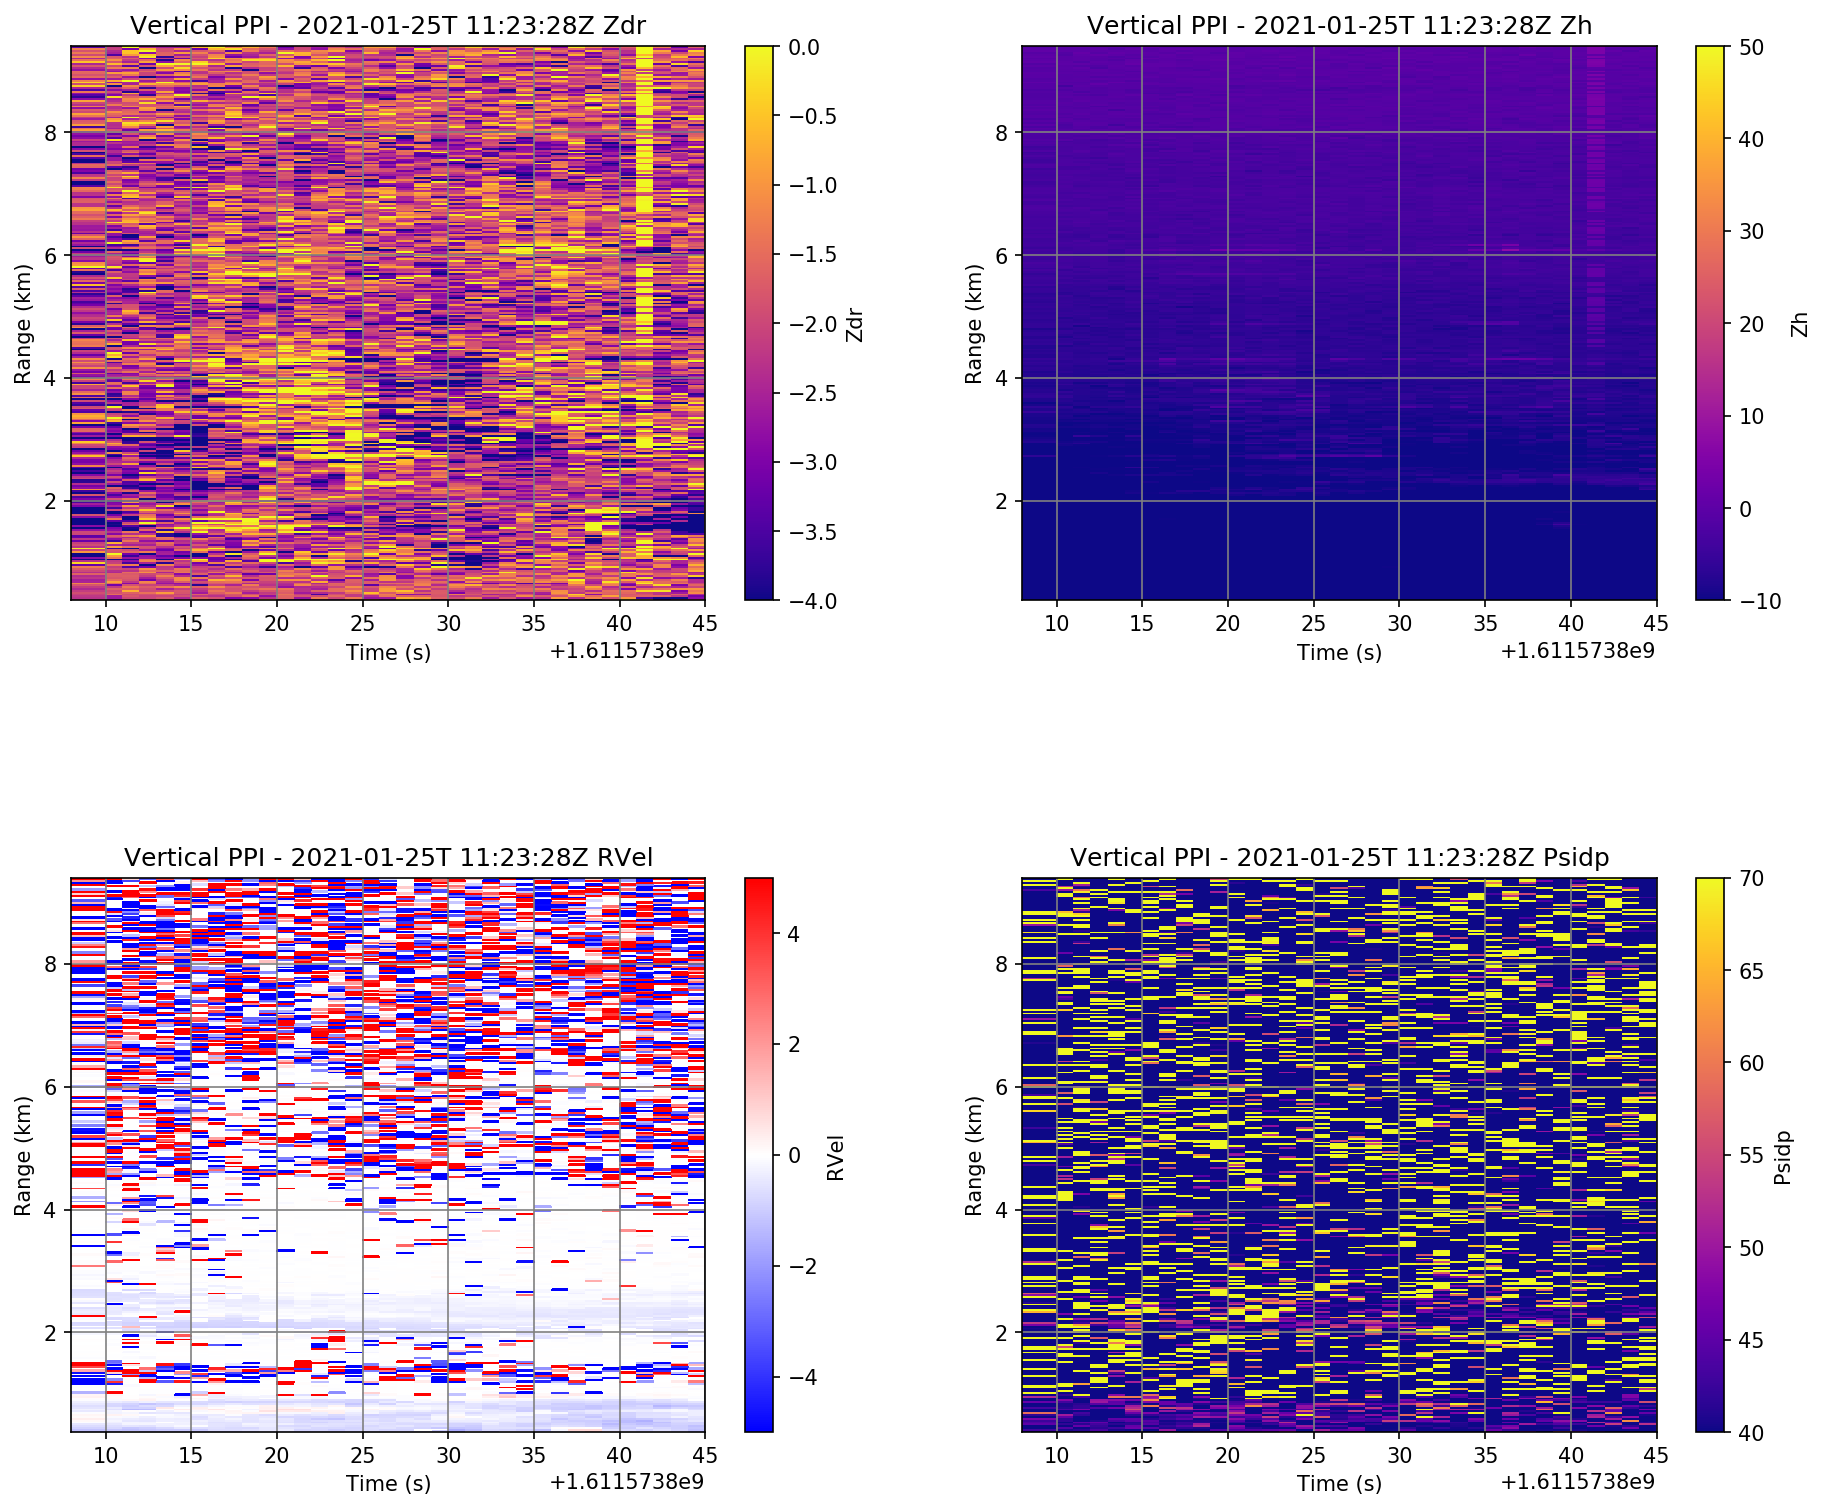 Vertical PPI - 2021-01-25T 11:23:28Z Zdr
8
6
4
2
Range (km)
10 15 20 25 30 35 40 45
Time (s)
+1.6115738e9
0.0
−0.5
−1.0
−1.5
−2.0
−2.5
−3.0
−3.5
−4.0
Zdr
Vertical PPI - 2021-01-25T 11:23:28Z Zh
8
6
4
2
Range (km)
10 15 20 25 30 35 40 45
Time (s)
+1.6115738e9
50
40
30
20
10
0
−10
Zh
Vertical PPI - 2021-01-25T 11:23:28Z RVel
8
6
4
2
Range (km)
10 15 20 25 30 35 40 45
Time (s)
+1.6115738e9
4
2
0
−2
−4
RVel
Vertical PPI - 2021-01-25T 11:23:28Z Psidp
8
6
4
2
Range (km)
10 15 20 25 30 35 40 45
Time (s)
+1.6115738e9
70
65
60
55
50
45
40
Psidp